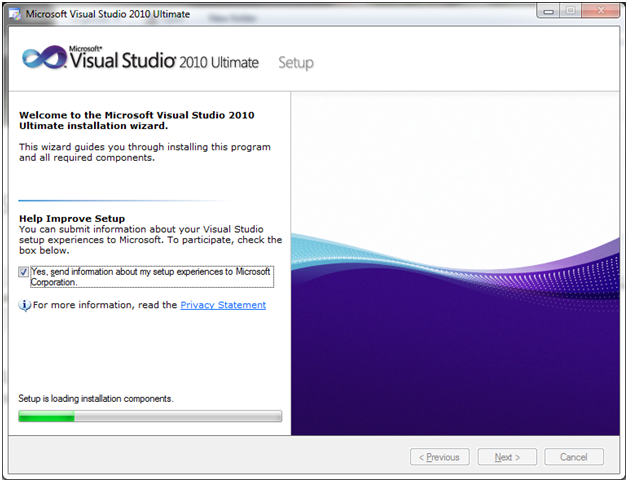 Microsoft Visual Studio 2010 Ultimate
Microsoft®
Visual Studio® 2010 Ultimate Setup
Welcome to the Microsoft Visual Studio 2010
Ultimate installation wizard.
This wizard guides you through installing this program
and all required components.
Help Improve Setup
You can submit information about your Visual Studio
setup experiences to Microsoft. To participate, check the
box below.
Yes, send information about my setup experiences to Microsoft
Corporation.
For more information, read the Privacy Statement
Setup is loading installation components.
< Previous
Next >
Cancel